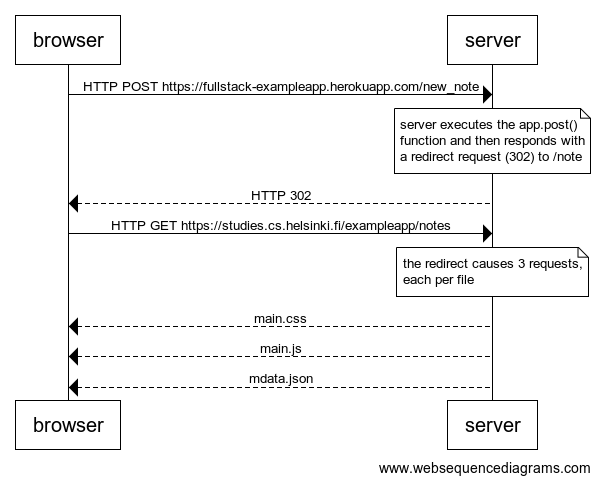 browser server
HTTP POST https://fullstack-exampleapp.herokuapp.com/new_note
server executes the app.post()
function and then responds with
a redirect request (302) to /note
HTTP 302
HTTP GET https://studies.cs.helsinki.fi/exampleapp/notes
the redirect causes 3 requests,
each per file
main.css
main.js
mdata.json
browser server
www.websequencediagrams.com